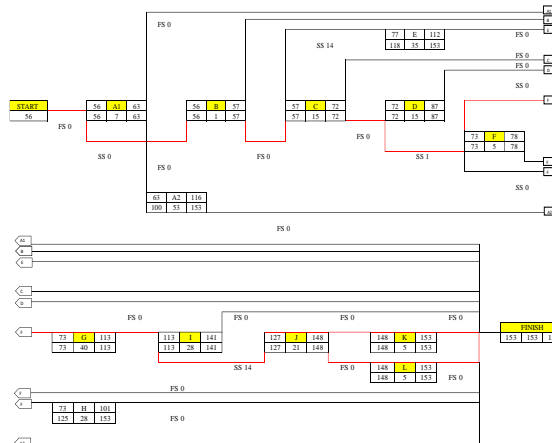 A1
FS 0
B
77 E 112
E
FS 0
SS 14
118 35 153
FS 0
C
D
SS 0
START
56 A1 63
56 B 57
57 C 72
72 D 87
F
56
56 7 63
56 1 57
57 15 72
72 15 87
FS 0
FS 0
73 F 78
73 5 78
SS 0
FS 0
SS 1
FS 0
SS 0
63 A2 116
100 53 153
FS 0
A1
B
E
C
D
FS 0
FS 0
FS 0
FS 0
FINISH
F
73 G 113
113 I 141
127 J 148
148 K 153
153 153
73 40 113
113 28 141
127 21 148
148 5 153
SS 14
FS 0
148 L 153
148 5 153
FS 0
FS 0
F
73 H 101
125 28 153
FS 0